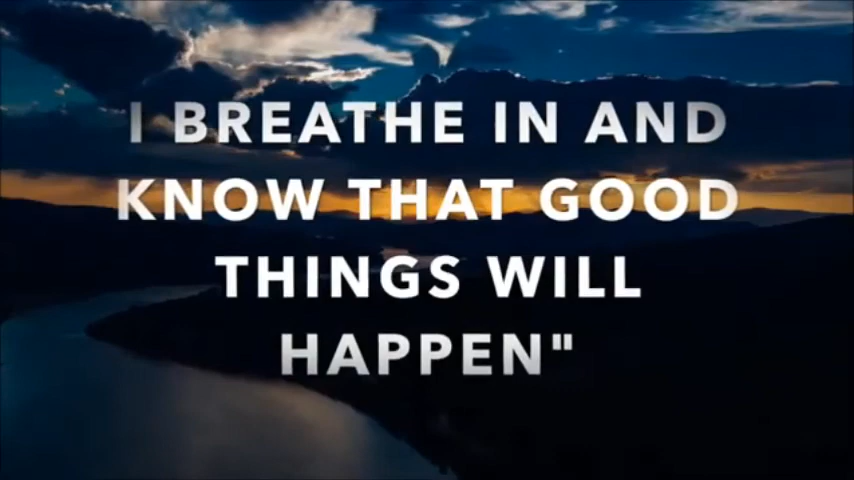 I BREATHE IN AND
KNOW THAT GOOD
THINGS WILL
HAPPEN"